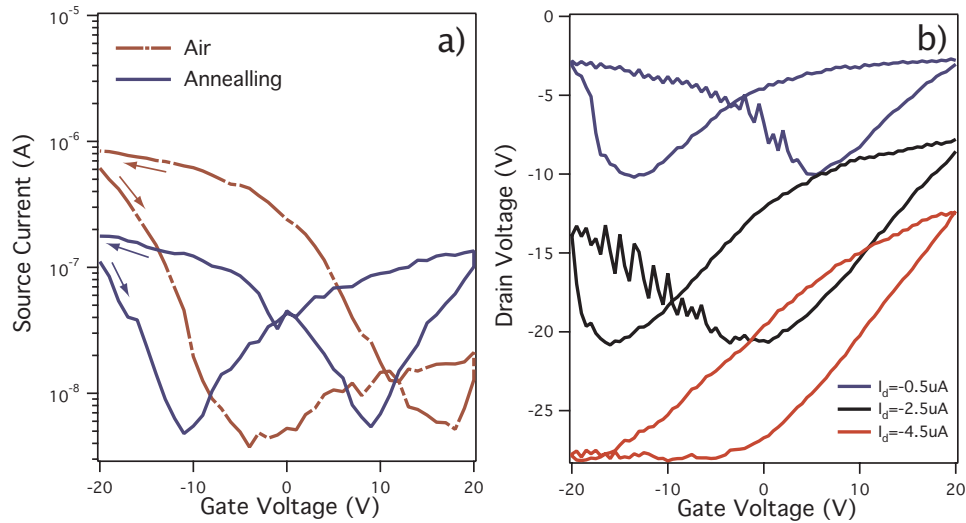 a)
Air
Annealling
10^-5
10^-6
10^-7
10^-8
Source Current (A)
-20
-10
0
10
20
Gate Voltage (V)
b)
0
-5
-10
-15
-20
-25
Drain Voltage (V)
I_d=-0.5uA
I_d=-2.5uA
I_d=-4.5uA
-20
-10
0
10
20
Gate Voltage (V)